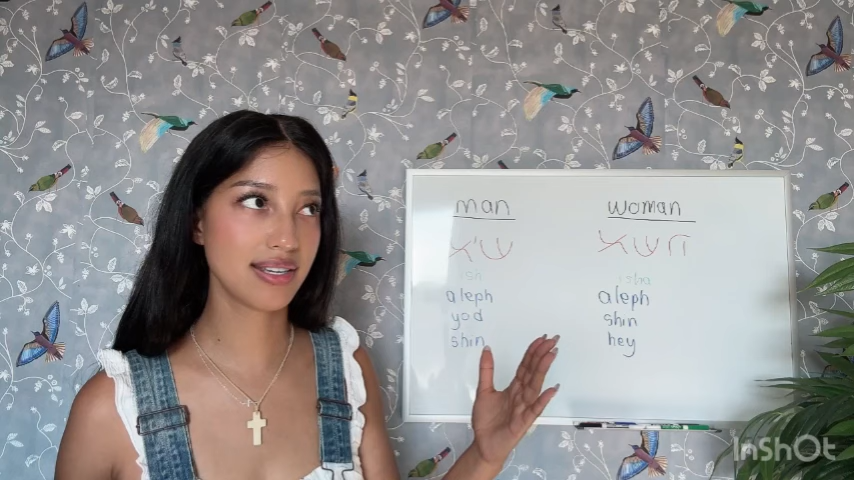 man
איש
ish
aleph
yod
shin
woman
אשה
isha
aleph
shin
hey
InShOt